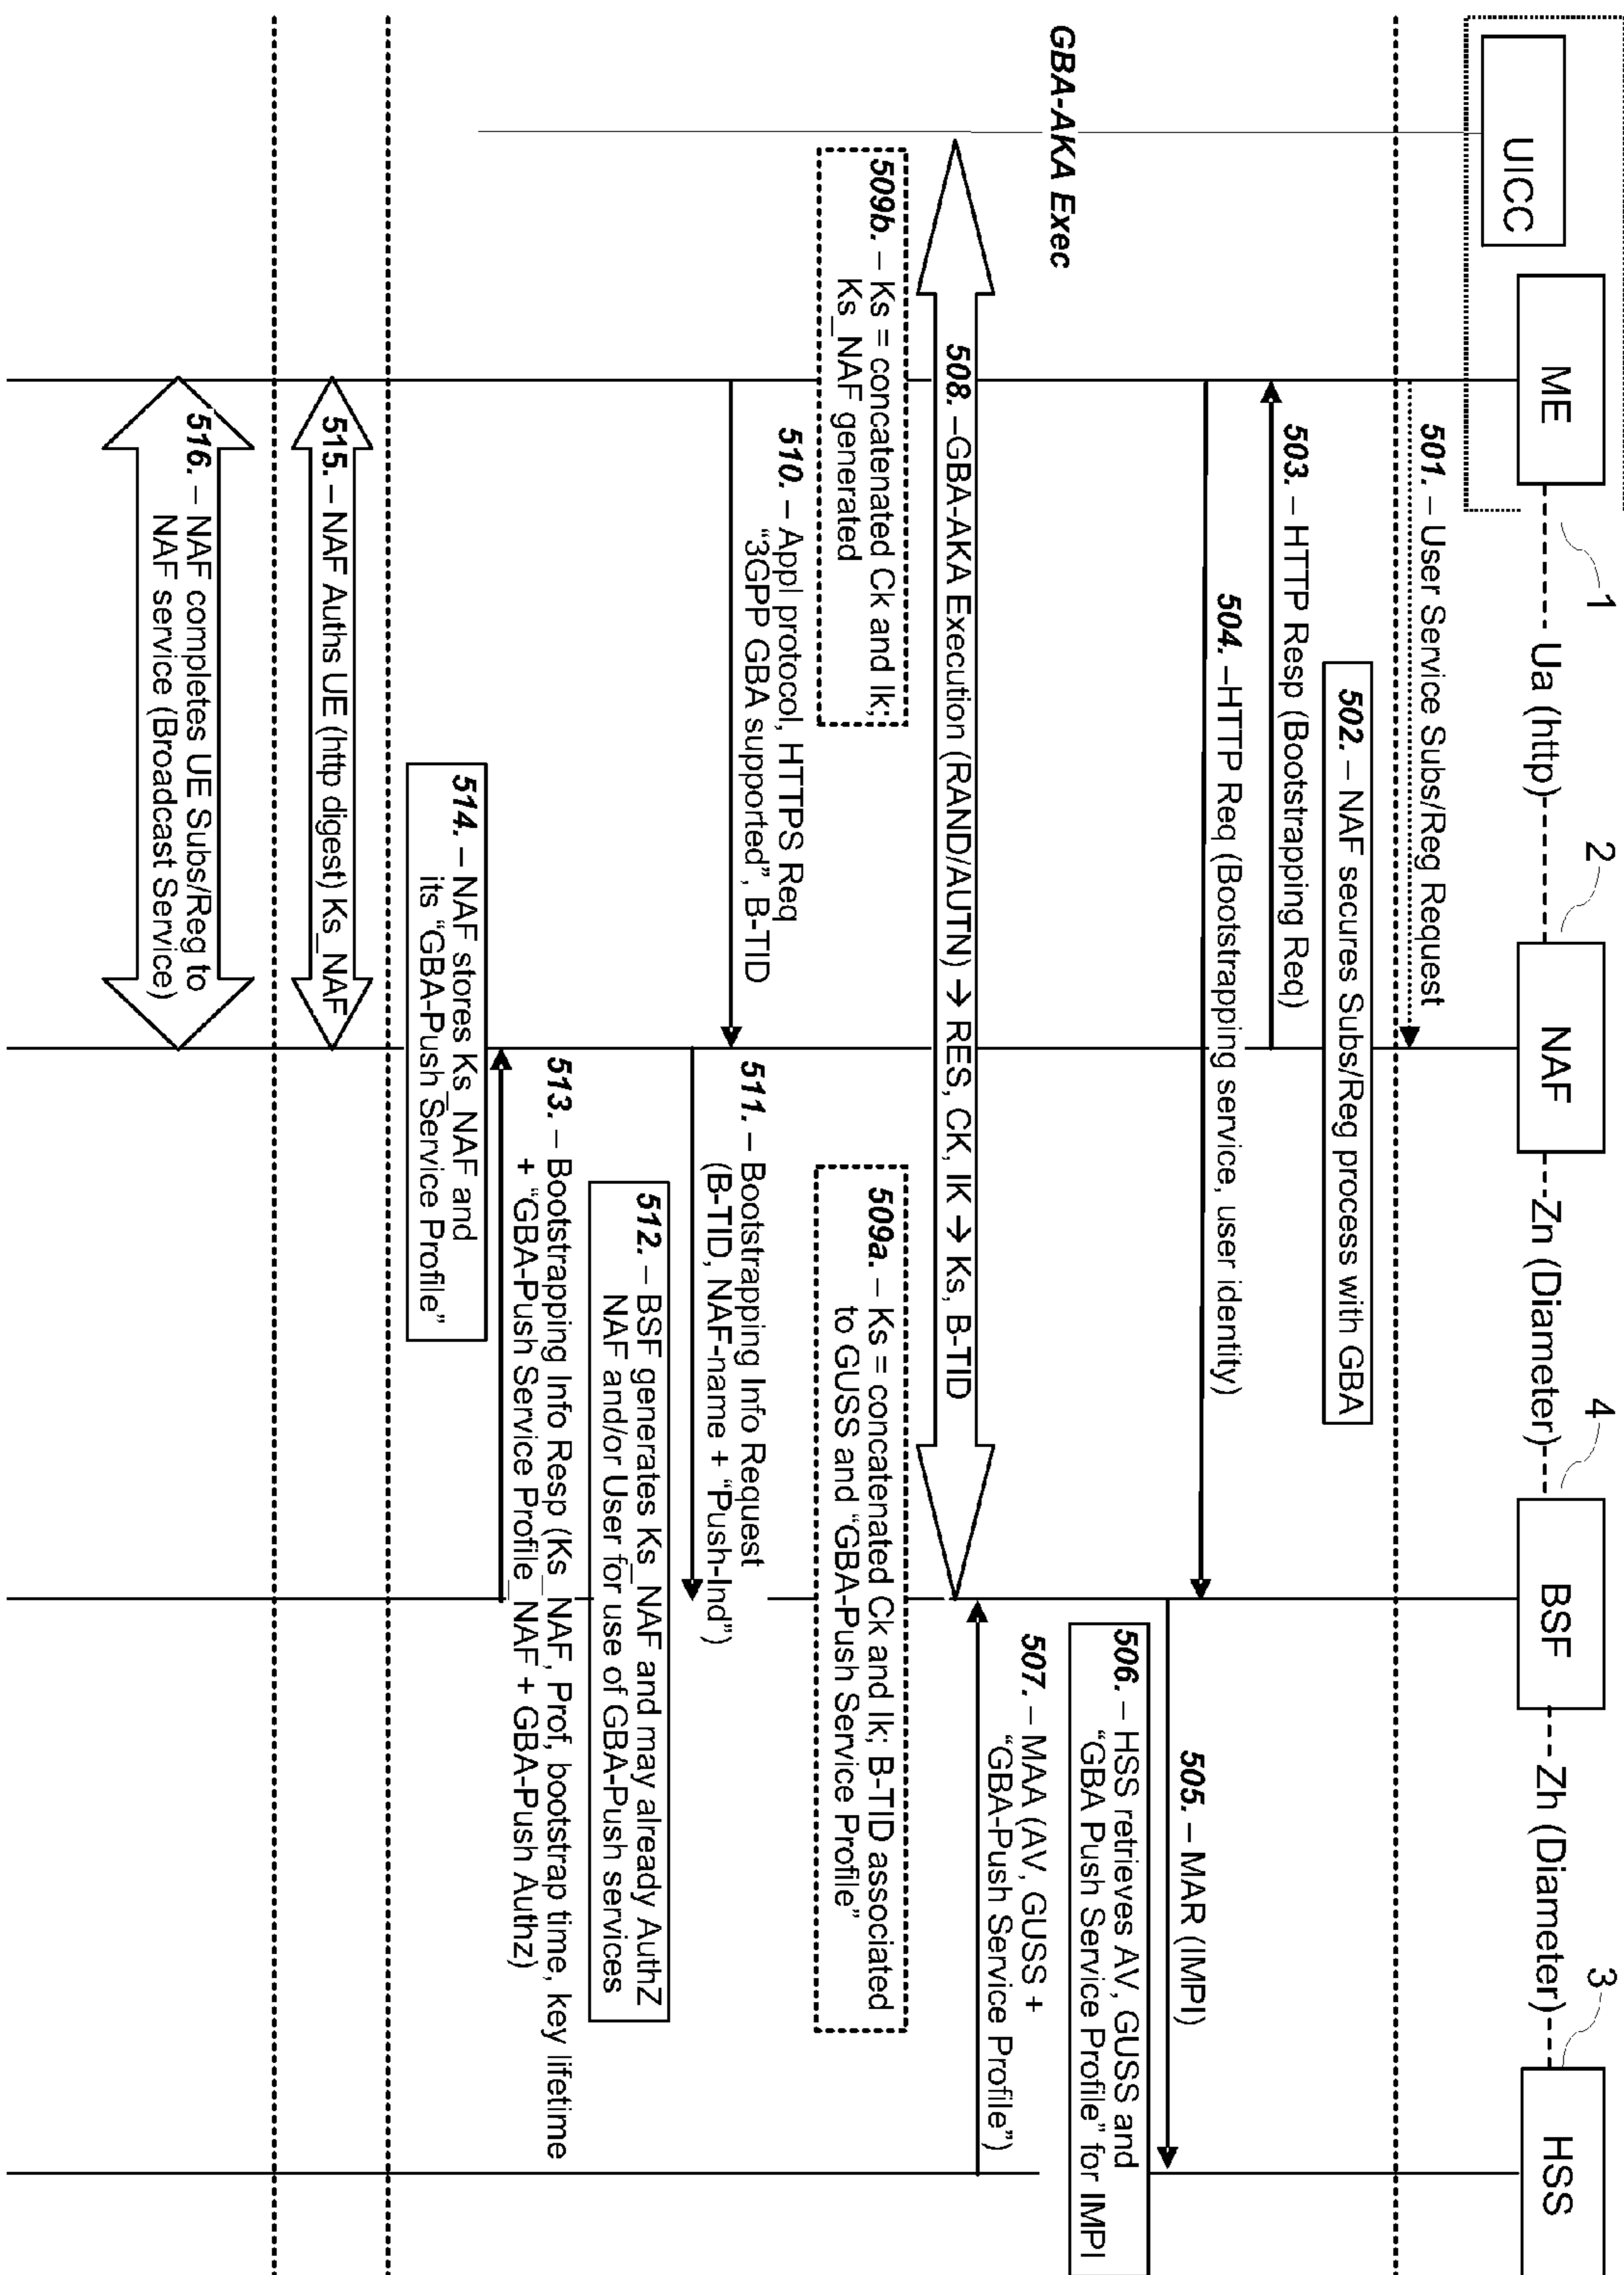 1
2
4
3
UICC
ME
Ua (http)
NAF
Zn (Diameter)
BSF
Zh (Diameter)
HSS
501. – User Service Subs/Reg Request
502. – NAF secures Subs/Reg process with GBA
503. – HTTP Resp (Bootstrapping Req)
504. –HTTP Req (Bootstrapping service, user identity)
505. – MAR (IMPI)
506. – HSS retrieves AV, GUSS and
“GBA Push Service Profile” for IMPI
507. – MAA (AV, GUSS +
“GBA-Push Service Profile”)
GBA-AKA Exec
508. –GBA-AKA Execution (RAND/AUTN) → RES, CK, IK → Ks, B-TID
509b. – Ks = concatenated Ck and Ik;
Ks_NAF generated
509a. – Ks = concatenated Ck and Ik; B-TID associated
to GUSS and “GBA-Push Service Profile”
510. – Appl protocol, HTTPS Req
“3GPP GBA supported”, B-TID
511. – Bootstrapping Info Request
(B-TID, NAF-name + “Push-Ind”)
512. – BSF generates Ks_NAF and may already AuthZ
NAF and/or User for use of GBA-Push services
513. – Bootstrapping Info Resp (Ks_NAF, Prof, bootstrap time, key lifetime
+ “GBA-Push Service Profile_NAF + GBA-Push Authz)
514. – NAF stores Ks_NAF and
its “GBA-Push Service Profile”
515. – NAF Auths UE (http digest) Ks_NAF
516. – NAF completes UE Subs/Reg to
NAF service (Broadcast Service)